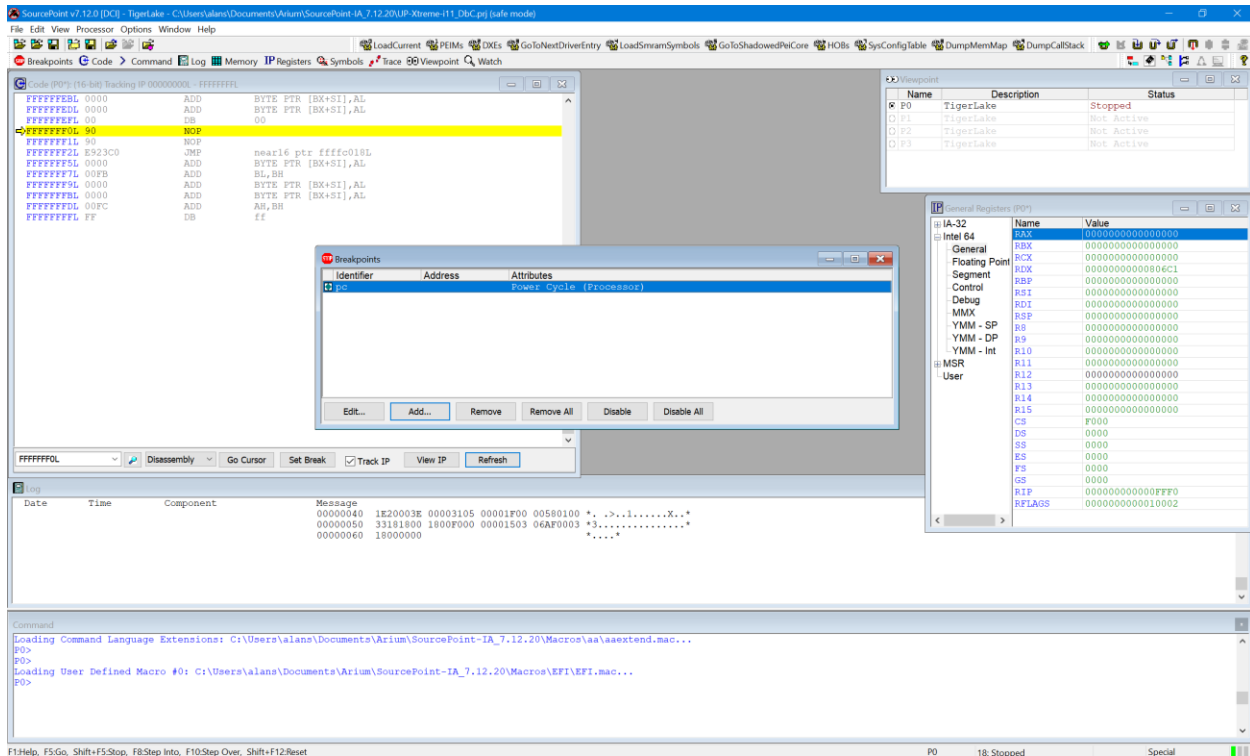 SourcePoint v7.12.0 [DCI] - TigerLake - C:\Users\alans\Documents\Arium\SourcePoint-IA_7.12.20\UP-Xtreme-i11_DbC.prj (safe mode)
File Edit View Processor Options Window Help
LoadCurrent PEIMs DXEs GoToNextDriverEntry LoadSmramSymbols GoToShadowedPeiCore HOBs SysConfigTable DumpMemMap DumpCallStack
Breakpoints Code Command Log Memory IP Registers Symbols Trace Viewpoint Watch
Code (P0*): (16-bit) Tracking IP 00000000L - FFFFFFFFL
FFFFFFEBL 0000 ADD BYTE PTR [BX+SI],AL
FFFFFFEDL 0000 ADD BYTE PTR [BX+SI],AL
FFFFFFEFL 00 DB 00
FFFFFFF0L 90 NOP
FFFFFFF1L 90 NOP
FFFFFFF2L E923C0 JMP near16 ptr ffffc018L
FFFFFFF5L 0000 ADD BYTE PTR [BX+SI],AL
FFFFFFF7L 00FB ADD BL,BH
FFFFFFF9L 0000 ADD BYTE PTR [BX+SI],AL
FFFFFFFBL 0000 ADD BYTE PTR [BX+SI],AL
FFFFFFFDL 00FC ADD AH,BH
FFFFFFFFL FF DB ff
FFFFFFF0L Disassembly Go Cursor Set Break Track IP View IP Refresh
Viewpoint
Name Description Status
P0 TigerLake Stopped
P1 TigerLake Not Active
P2 TigerLake Not Active
P3 TigerLake Not Active
Breakpoints
Identifier Address Attributes
pc Power Cycle (Processor)
Edit... Add... Remove Remove All Disable Disable All
IP General Registers (P0*)
IA-32
Intel 64
General
Floating Point
Segment
Control
Debug
MMX
YMM - SP
YMM - DP
YMM - Int
MSR
User
Name Value
RAX 0000000000000000
RBX 0000000000000000
RCX 0000000000000000
RDX 00000000000806C1
RBP 0000000000000000
RSI 0000000000000000
RDI 0000000000000000
RSP 0000000000000000
R8 0000000000000000
R9 0000000000000000
R10 0000000000000000
R11 0000000000000000
R12 0000000000000000
R13 0000000000000000
R14 0000000000000000
R15 0000000000000000
CS F000
DS 0000
SS 0000
ES 0000
FS 0000
GS 0000
RIP 000000000000FFF0
RFLAGS 0000000000010002
Log
Date Time Component Message
00000040 1E20003E 00003105 00001F00 00580100 *. .>..1......X..*
00000050 33181800 1800F000 00001503 06AF0003 *3...............*
00000060 18000000 *....*
Command
Loading Command Language Extensions: C:\Users\alans\Documents\Arium\SourcePoint-IA_7.12.20\Macros\aa\aaextend.mac...
P0>
P0>
Loading User Defined Macro #0: C:\Users\alans\Documents\Arium\SourcePoint-IA_7.12.20\Macros\EFI\EFI.mac...
P0>
F1:Help, F5:Go, Shift+F5:Stop, F8:Step Into, F10:Step Over, Shift+F12:Reset P0 18: Stopped Special